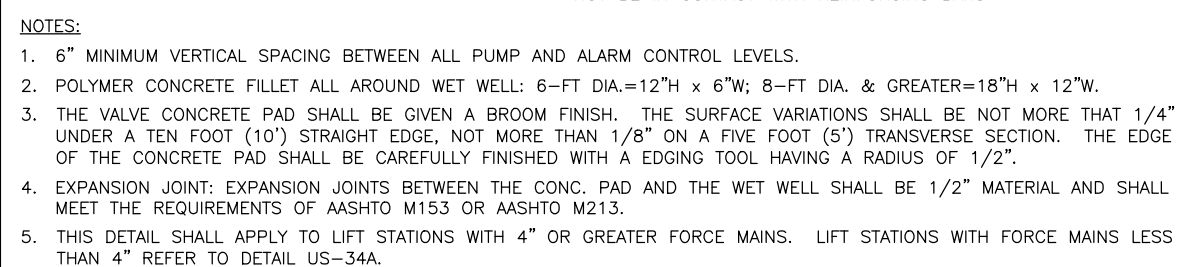 NOTES:
1. 6" MINIMUM VERTICAL SPACING BETWEEN ALL PUMP AND ALARM CONTROL LEVELS.
2. POLYMER CONCRETE FILLET ALL AROUND WET WELL: 6-FT DIA.=12"H x 6"W; 8-FT DIA. & GREATER=18"H x 12"W.
3. THE VALVE CONCRETE PAD SHALL BE GIVEN A BROOM FINISH. THE SURFACE VARIATIONS SHALL BE NOT MORE THAT 1/4"
UNDER A TEN FOOT (10') STRAIGHT EDGE, NOT MORE THAN 1/8" ON A FIVE FOOT (5') TRANSVERSE SECTION. THE EDGE
OF THE CONCRETE PAD SHALL BE CAREFULLY FINISHED WITH A EDGING TOOL HAVING A RADIUS OF 1/2".
4. EXPANSION JOINT: EXPANSION JOINTS BETWEEN THE CONC. PAD AND THE WET WELL SHALL BE 1/2" MATERIAL AND SHALL
MEET THE REQUIREMENTS OF AASHTO M153 OR AASHTO M213.
5. THIS DETAIL SHALL APPLY TO LIFT STATIONS WITH 4" OR GREATER FORCE MAINS. LIFT STATIONS WITH FORCE MAINS LESS
THAN 4" REFER TO DETAIL US-34A.